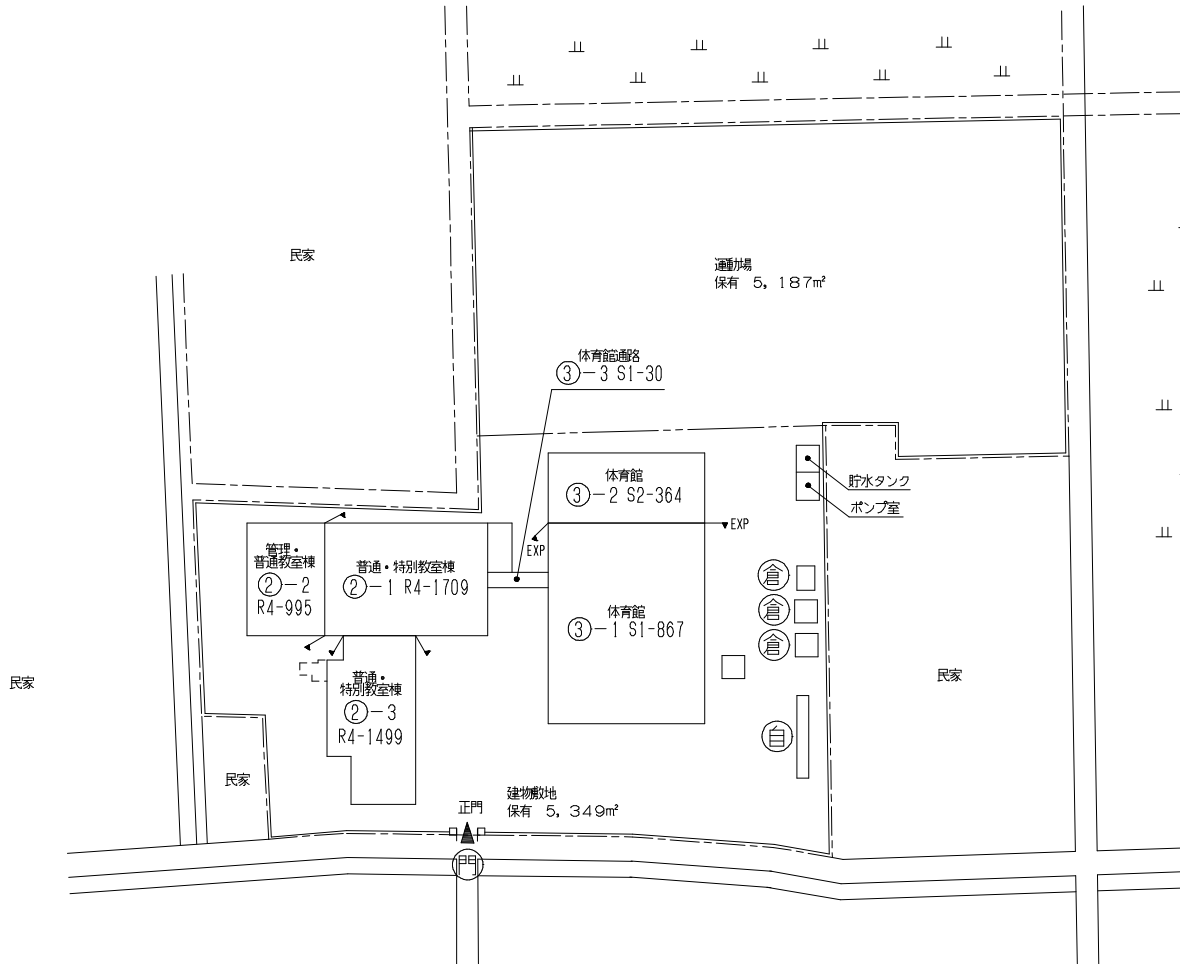 民家
運動場
保有 5,187㎡
体育館通路
③-3 S1-30
体育館
③-2 S2-364
貯水タンク
ポンプ室
EXP
EXP
管理・
普通教室棟
②-2
R4-995
普通・特別教室棟
②-1 R4-1709
体育館
③-1 S1-867
倉
倉
倉
民家
普通・
特別教室棟
②-3
R4-1499
民家
自
民家
建物敷地
保有 5,349㎡
正門
門